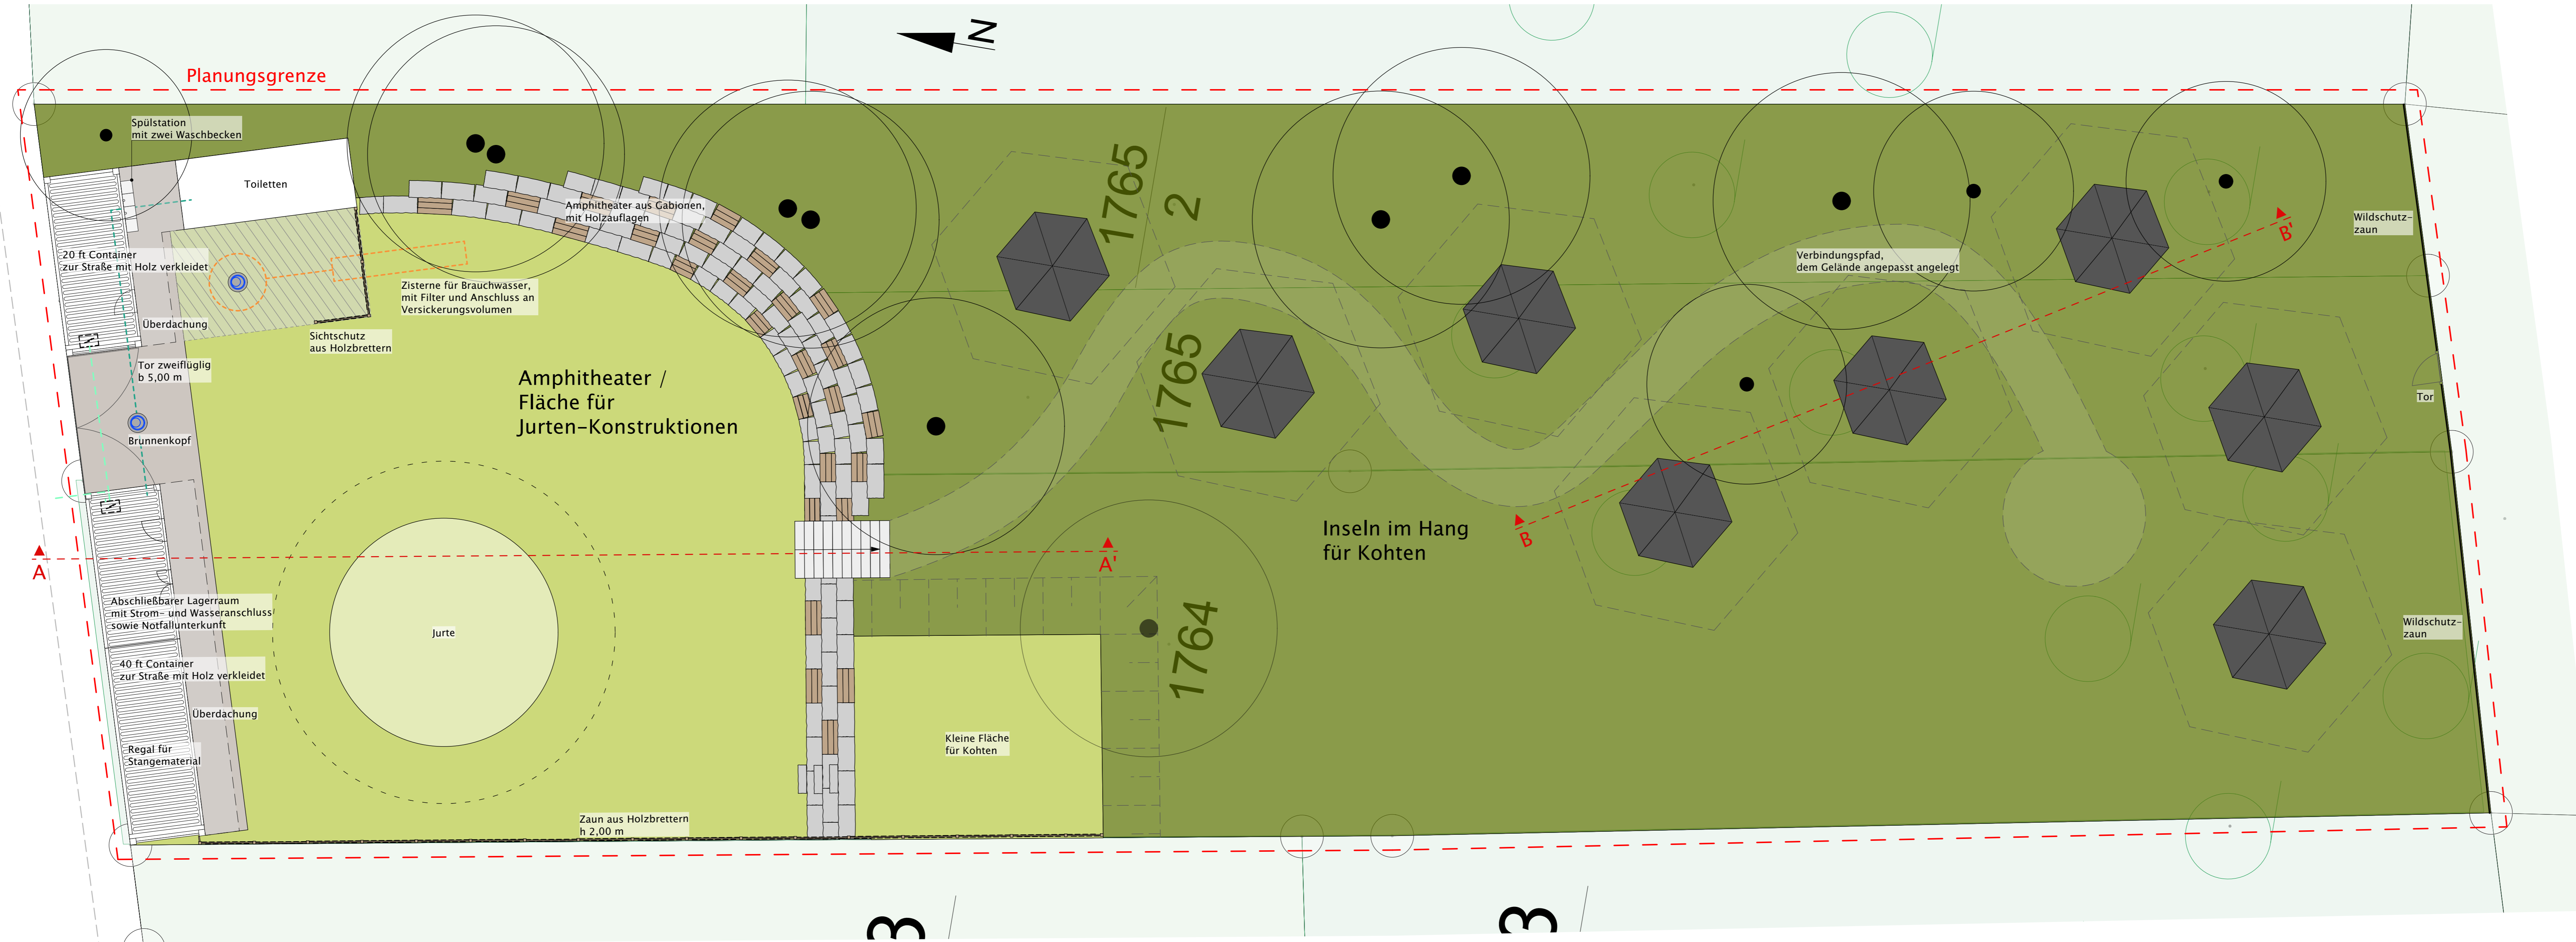 N
Planungsgrenze
Spülstation
mit zwei Waschbecken
Toiletten
20 ft Container
zur Straße mit Holz verkleidet
Überdachung
Tor zweiflüglig
b 5,00 m
Brunnenkopf
Zisterne für Brauchwasser,
mit Filter und Anschluss an
Versickerungsvolumen
Sichtschutz
aus Holzbrettern
Amphitheater aus Gabionen,
mit Holzauflagen
Amphitheater /
Fläche für
Jurten-Konstruktionen
1765
2
1765
1764
Verbindungspfad,
dem Gelände angepasst angelegt
Wildschutz-
zaun
B'
Tor
B
Inseln im Hang
für Kohten
A
A'
Abschließbarer Lagerraum
mit Strom- und Wasseranschluss
sowie Notfallunterkunft
Jurte
40 ft Container
zur Straße mit Holz verkleidet
Überdachung
Regal für
Stangematerial
Kleine Fläche
für Kohten
Wildschutz-
zaun
Zaun aus Holzbrettern
h 2,00 m
3
3